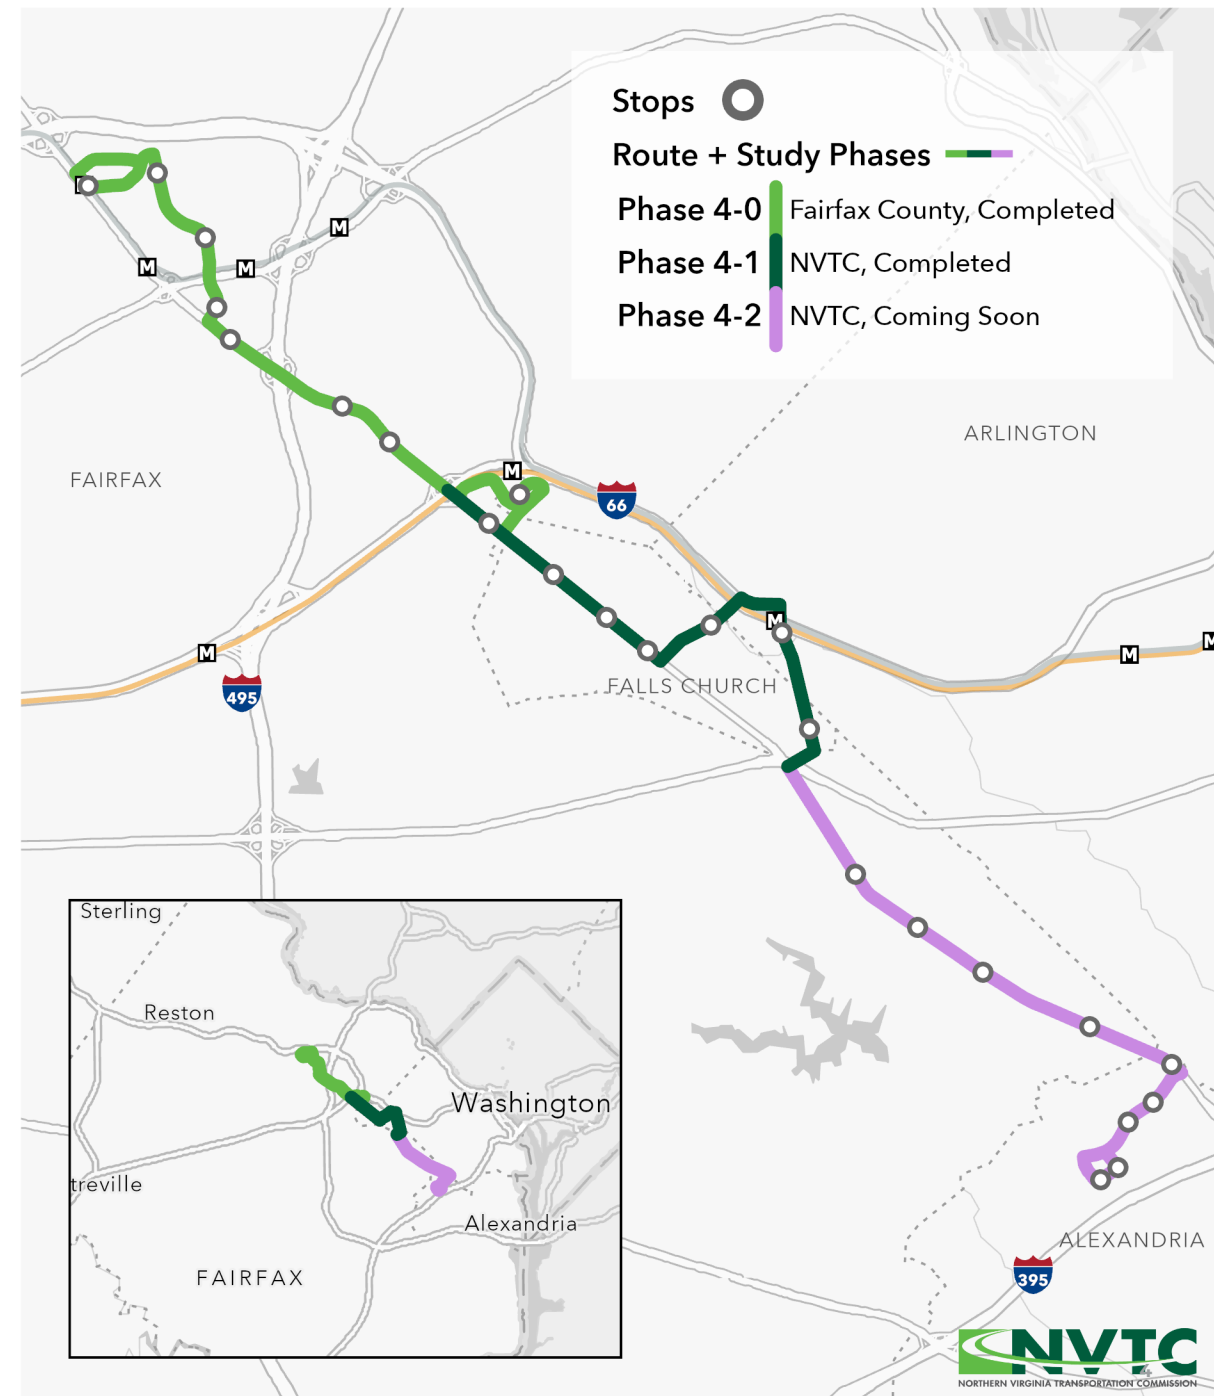 Stops
Route + Study Phases
Phase 4-0 Fairfax County, Completed
Phase 4-1 NVTC, Completed
Phase 4-2 NVTC, Coming Soon
M
M
M
ARLINGTON
M
FAIRFAX
66
M
M
M
M
FALLS CHURCH
495
Sterling
Reston
Washington
treville
Alexandria
FAIRFAX
ALEXANDRIA
395
NVTC
NORTHERN VIRGINIA TRANSPORTATION COMMISSION